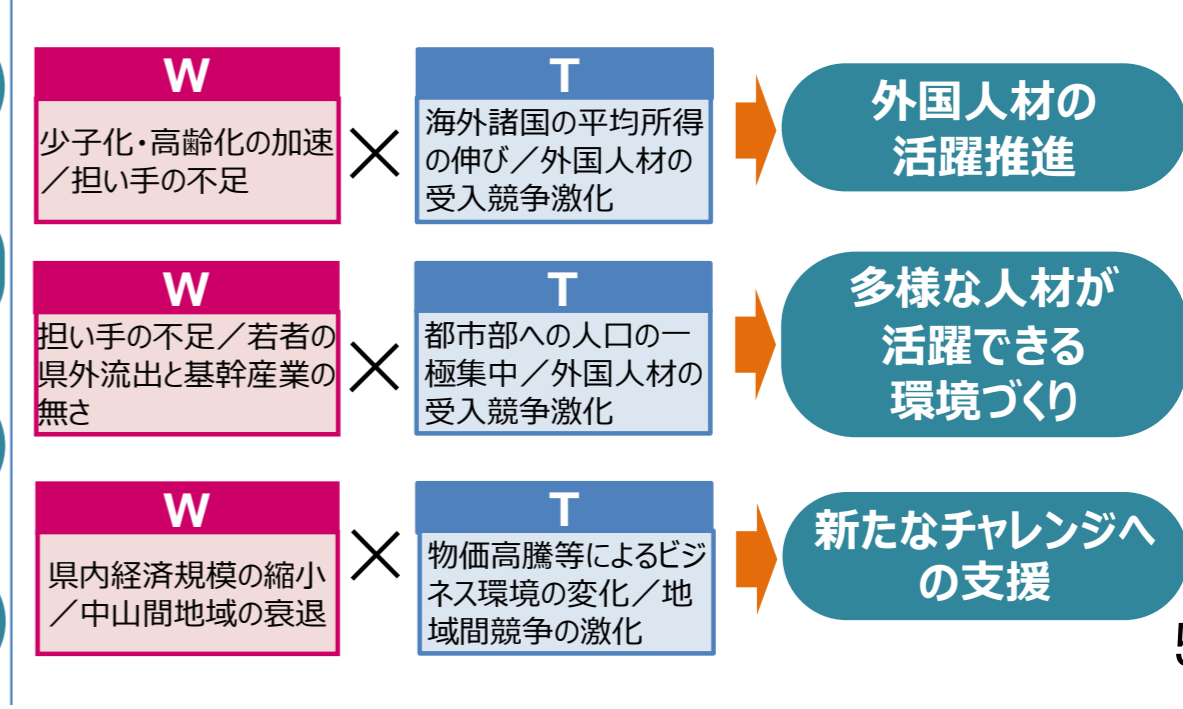 W
少子化・高齢化の加速
／担い手の不足
×
T
海外諸国の平均所得
の伸び／外国人材の
受入競争激化
外国人材の
活躍推進
W
担い手の不足／若者の
県外流出と基幹産業の
無さ
×
T
都市部への人口の一
極集中／外国人材の
受入競争激化
多様な人材が
活躍できる
環境づくり
W
県内経済規模の縮小
／中山間地域の衰退
×
T
物価高騰等によるビジ
ネス環境の変化／地
域間競争の激化
新たなチャレンジへ
の支援
5